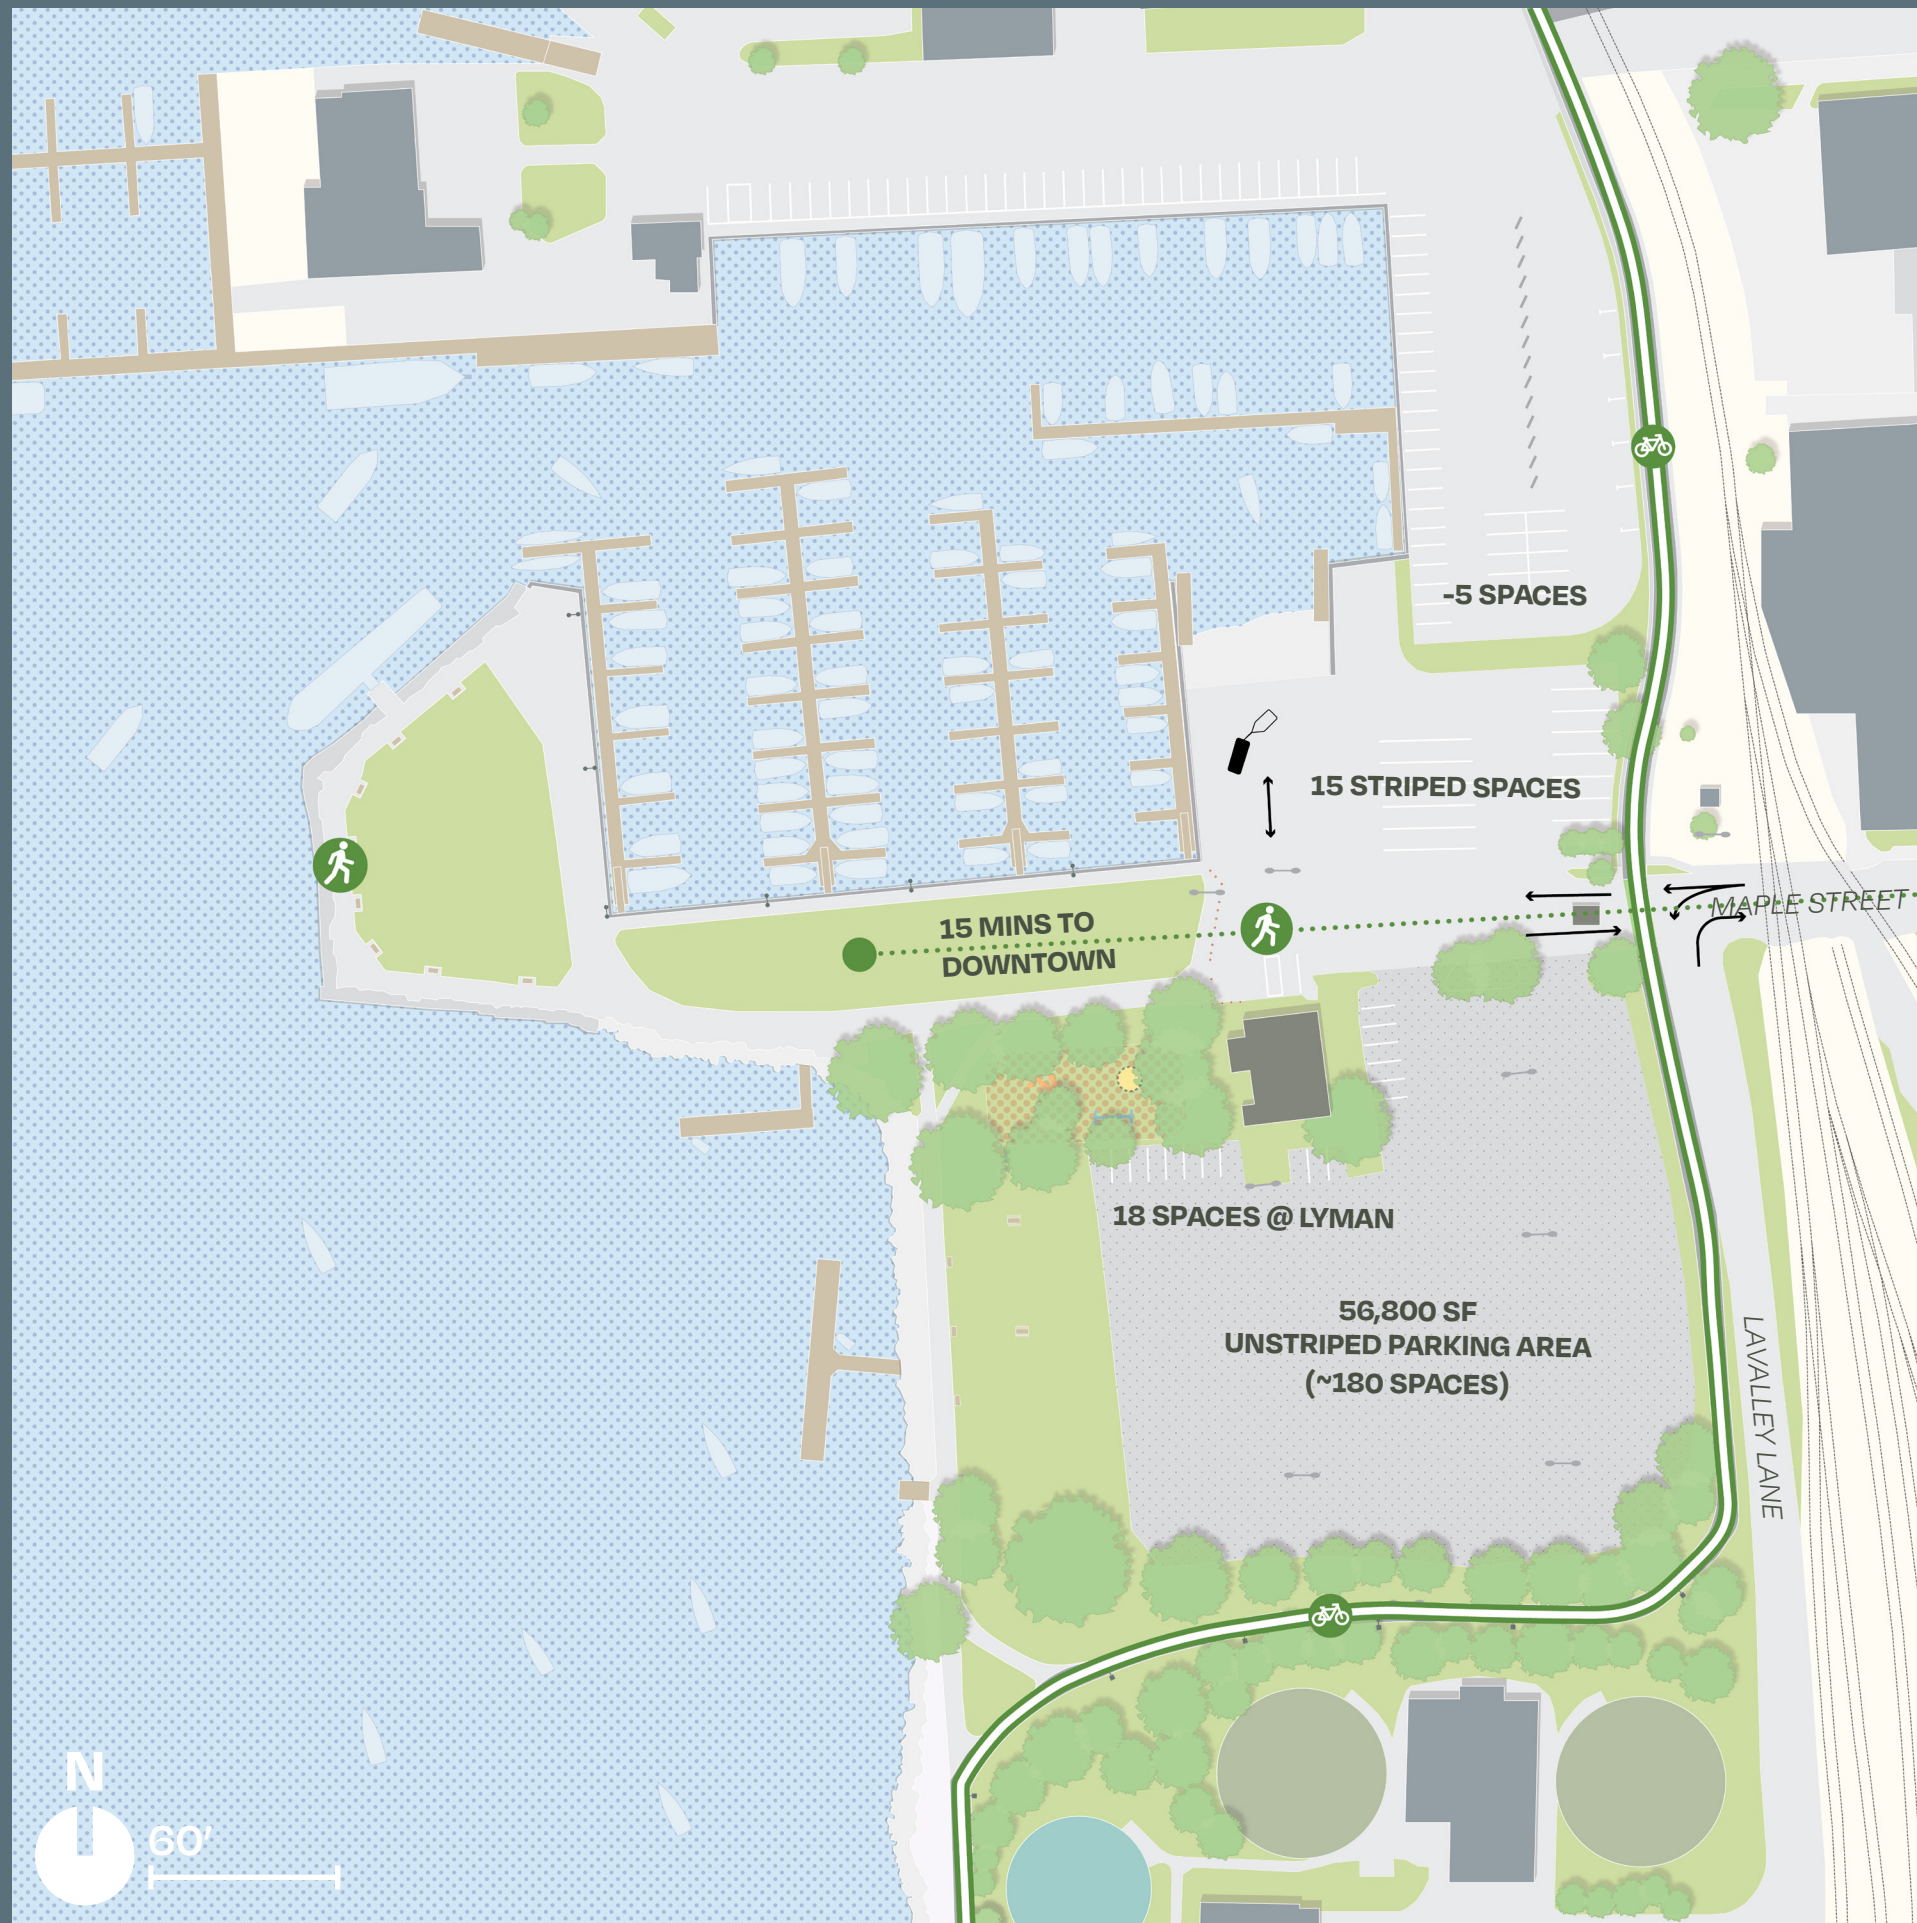 -5 SPACES
15 STRIPED SPACES
MAPLE STREET
15 MINS TO
DOWNTOWN
18 SPACES @ LYMAN
56,800 SF
UNSTRIPED PARKING AREA
(~180 SPACES)
LAVALLEY LANE
N
60'